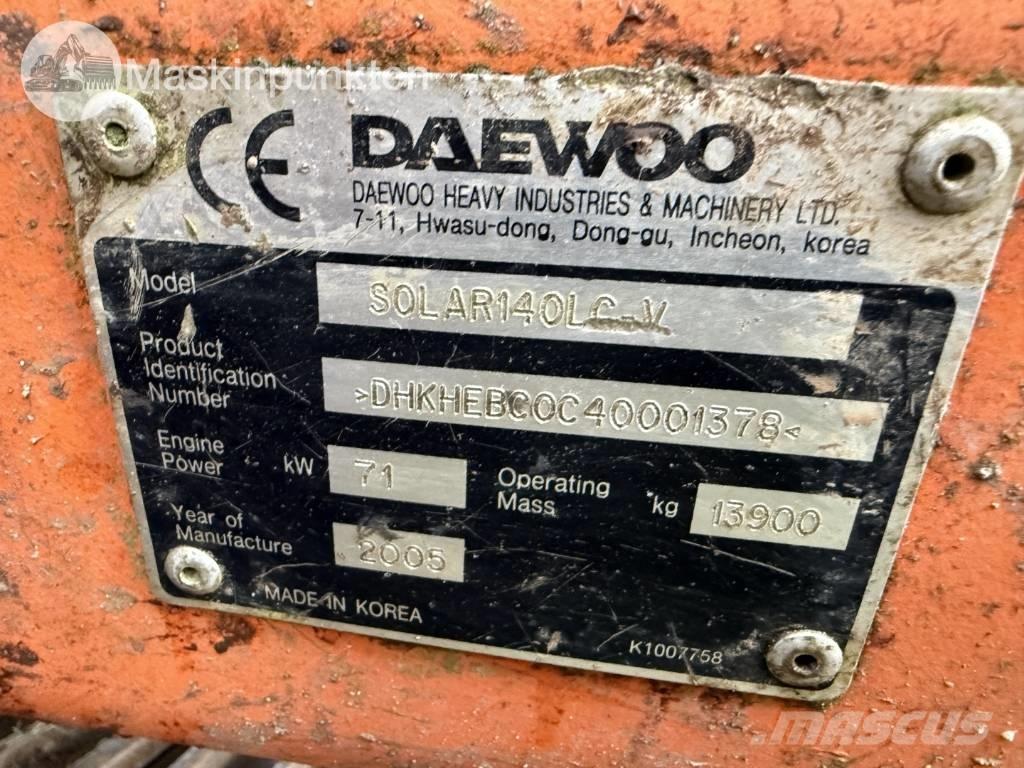 Maskinpunkten
CE DAEWOO
DAEWOO HEAVY INDUSTRIES & MACHINERY LTD.
7-11, Hwasu-dong, Dong-gu, Incheon, korea
Model SOLAR140LC-V
Product
Identification
Number >DHKHEBC0C40001378<
Engine
Power kW 71 Operating
Mass kg 13900
Year of
Manufacture 2005
MADE IN KOREA
K1007758
MASCUS